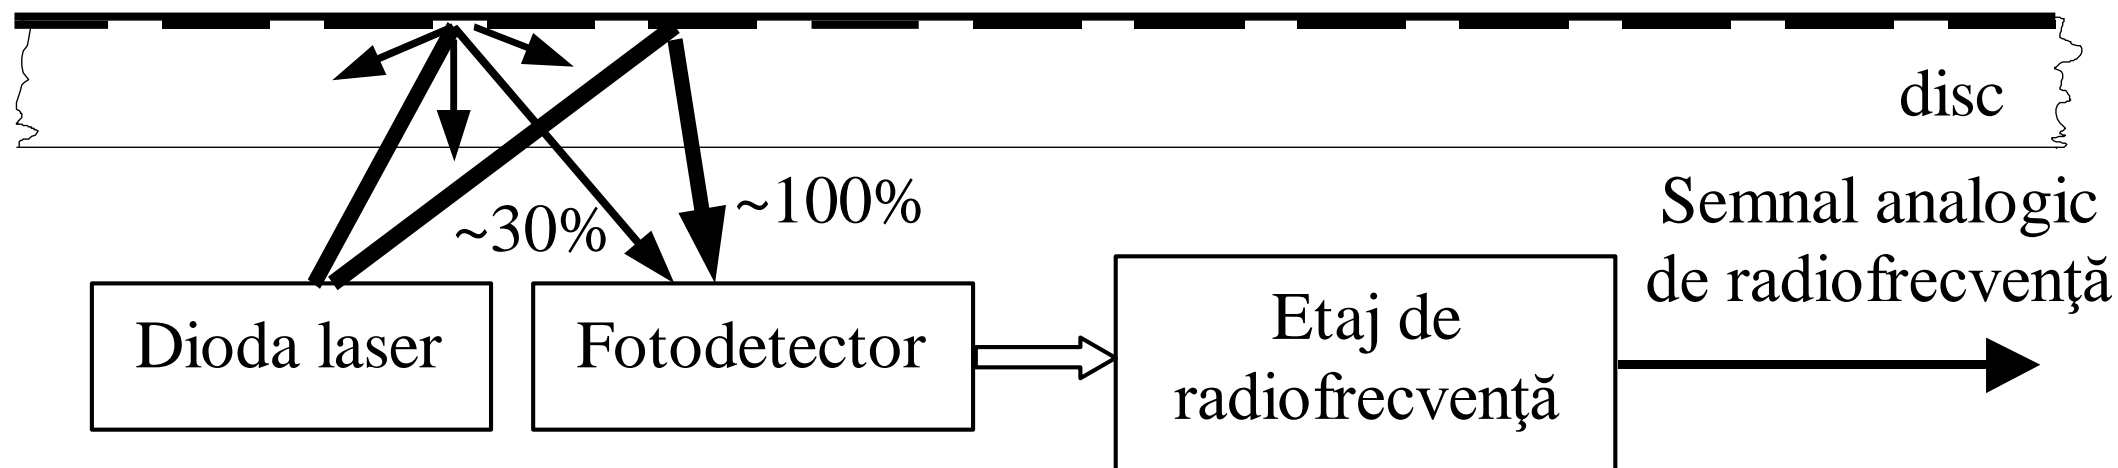 disc
~30%
~100%
Semnal analogic
de radiofrecvenţă
Dioda laser
Fotodetector
Etaj de
radiofrecvenţă